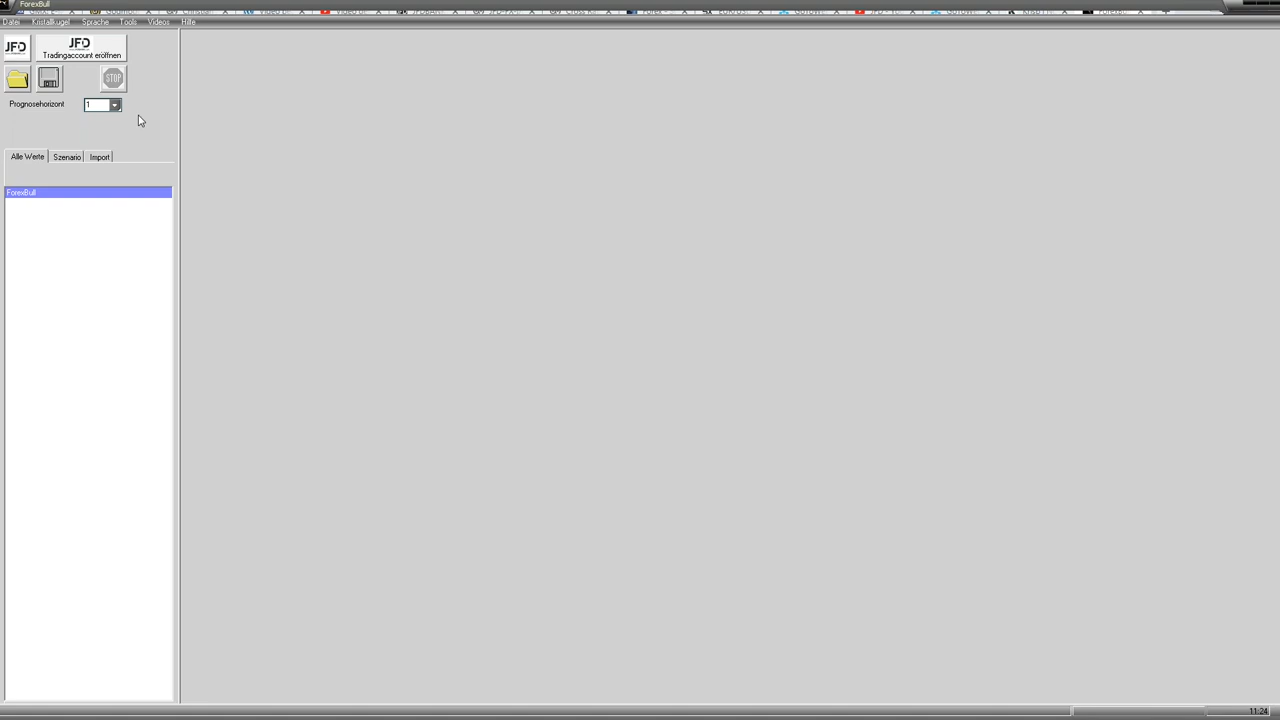 ForexBull
Datei Kristallkugel Sprache Tools Videos Hilfe
JFD JFD
Tradingaccount eröffnen
STOP
Prognosehorizont 1
Alle Werte Szenario Import
ForexBull
11:24